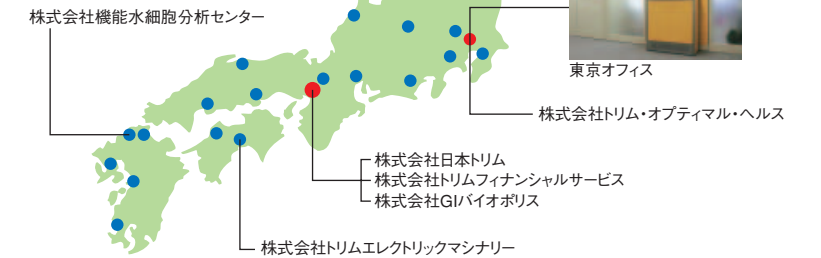 株式会社機能水細胞分析センター
東京オフィス
株式会社トリム・オプティマル・ヘルス
株式会社日本トリム
株式会社トリムフィナンシャルサービス
株式会社GIバイオポリス
株式会社トリムエレクトリックマシナリー